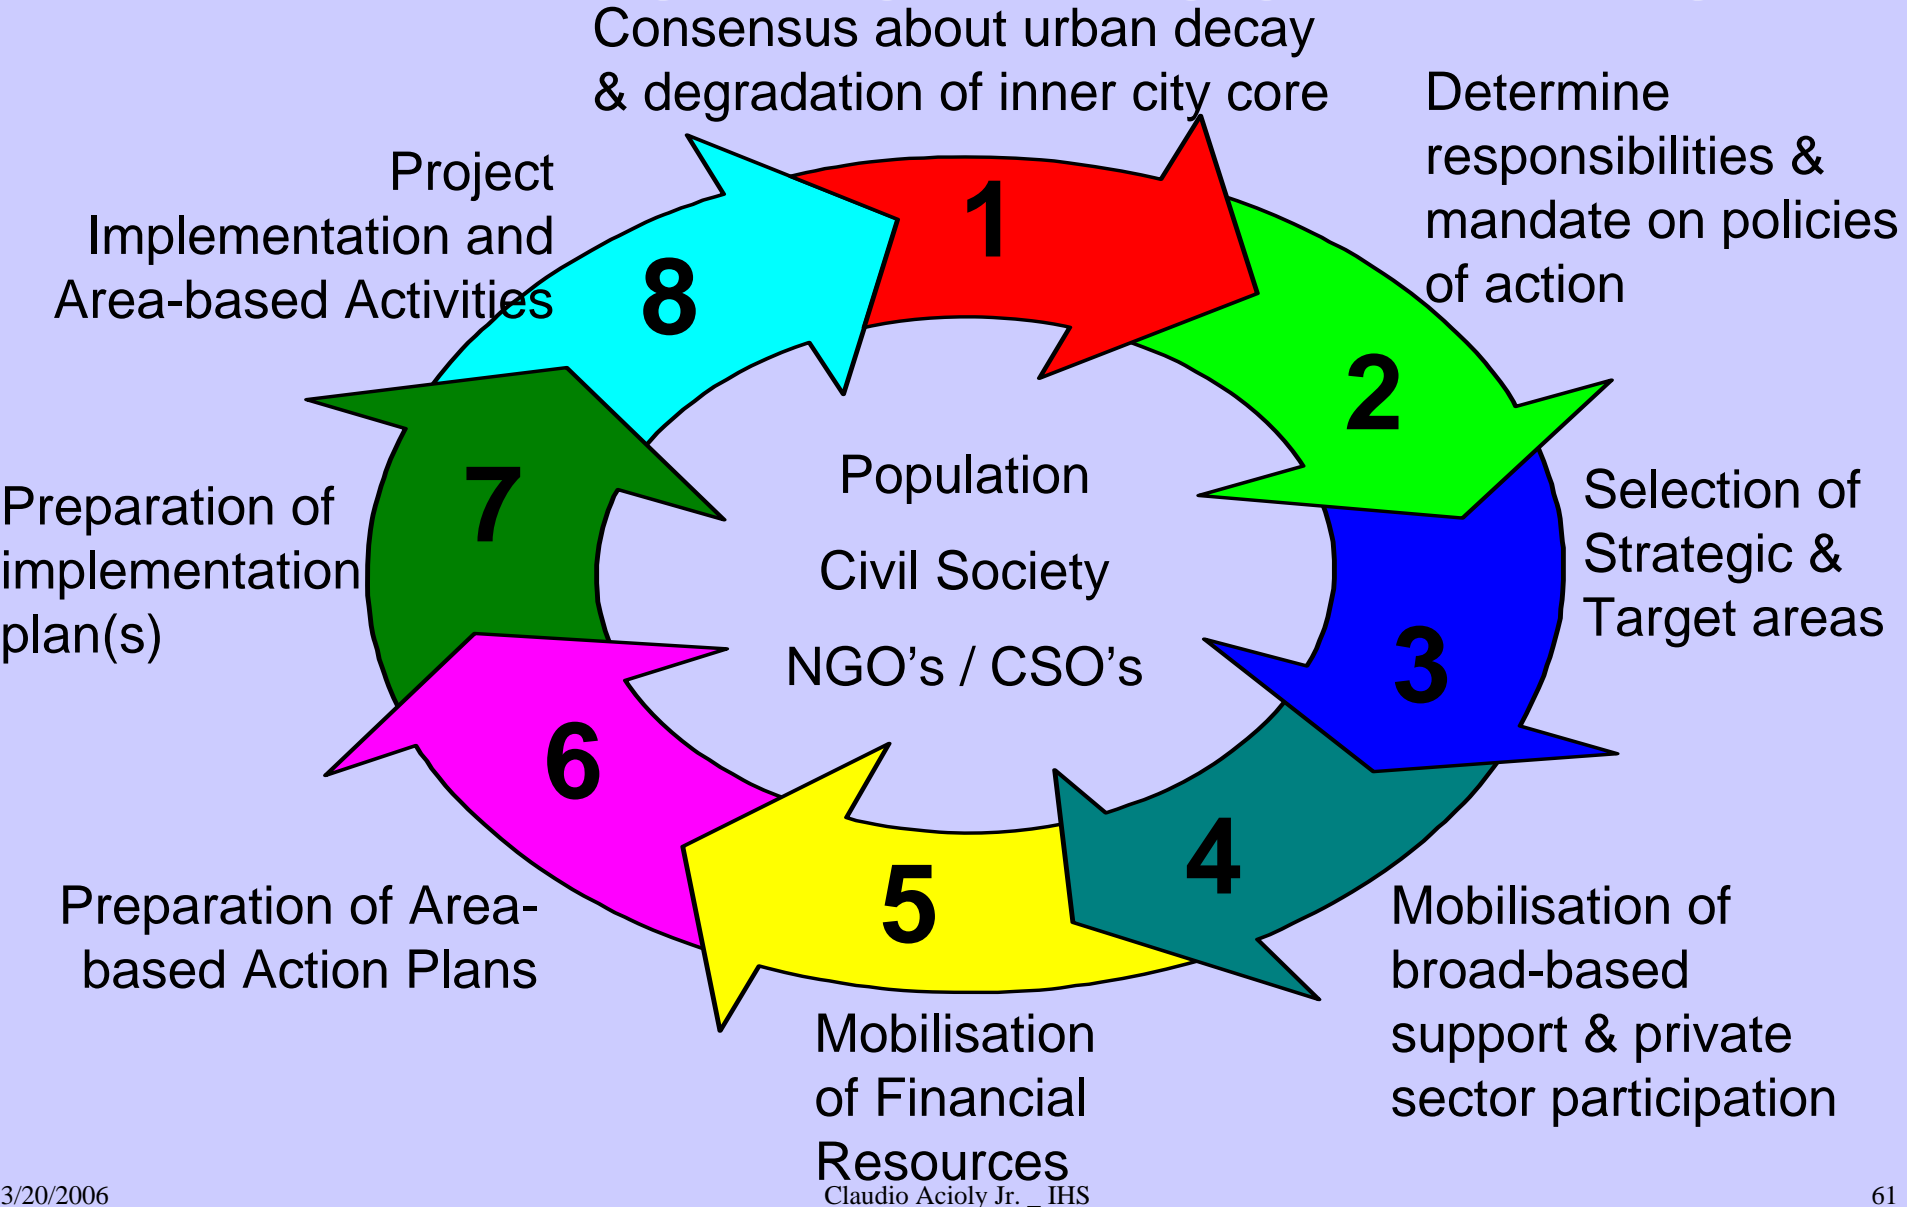 Consensus about urban decay
& degradation of inner city core
1
Determine
responsibilities &
mandate on policies
of action
2
Selection of
Strategic &
Target areas
3
Mobilisation of
broad-based
support & private
sector participation
4
Mobilisation
of Financial
Resources
5
Preparation of Area-
based Action Plans
6
Preparation of
implementation
plan(s)
7
Project
Implementation and
Area-based Activities
8
Population
Civil Society
NGO's / CSO's
3/20/2006
Claudio Acioly Jr. _ IHS
61